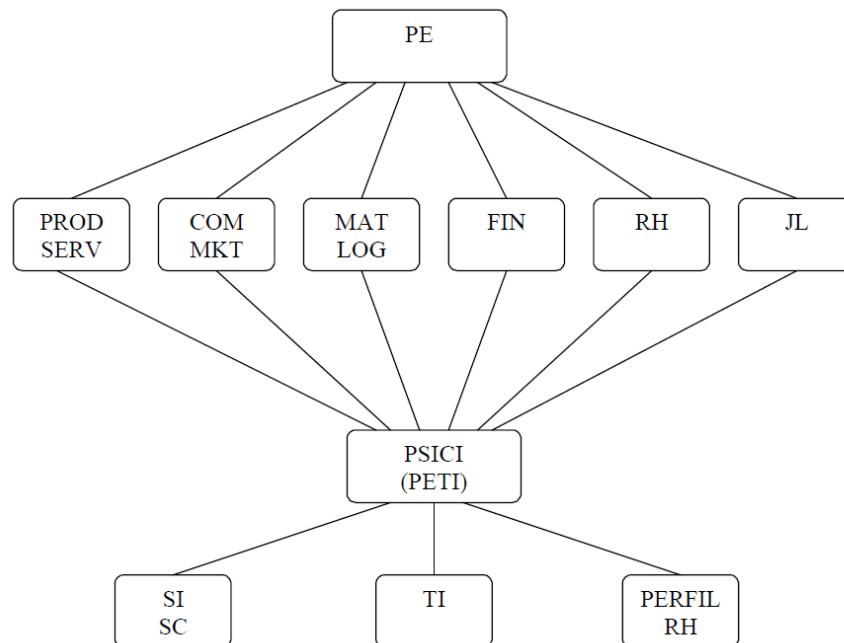 PE
PROD
SERV
COM
MKT
MAT
LOG
FIN
RH
JL
PSICI
(PETI)
SI
SC
TI
PERFIL
RH